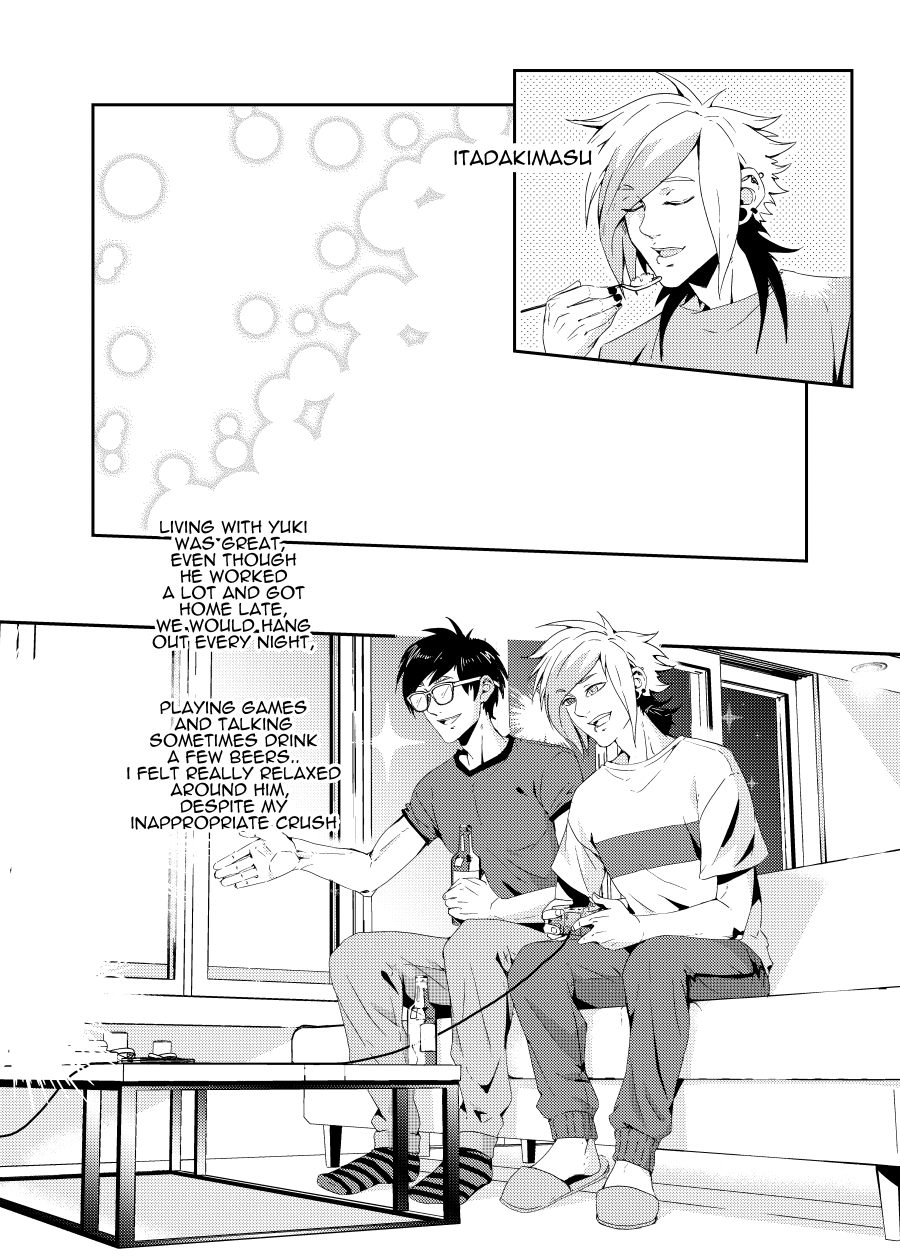 ITADAKIMASU
LIVING WITH YUKI
WAS GREAT,
EVEN THOUGH
HE WORKED
A LOT AND GOT
HOME LATE,
WE WOULD HANG
OUT EVERY NIGHT,
PLAYING GAMES
AND TALKING
SOMETIMES DRINK
A FEW BEERS..
I FELT REALLY RELAXED
AROUND HIM,
DESPITE MY
INAPPROPRIATE CRUSH